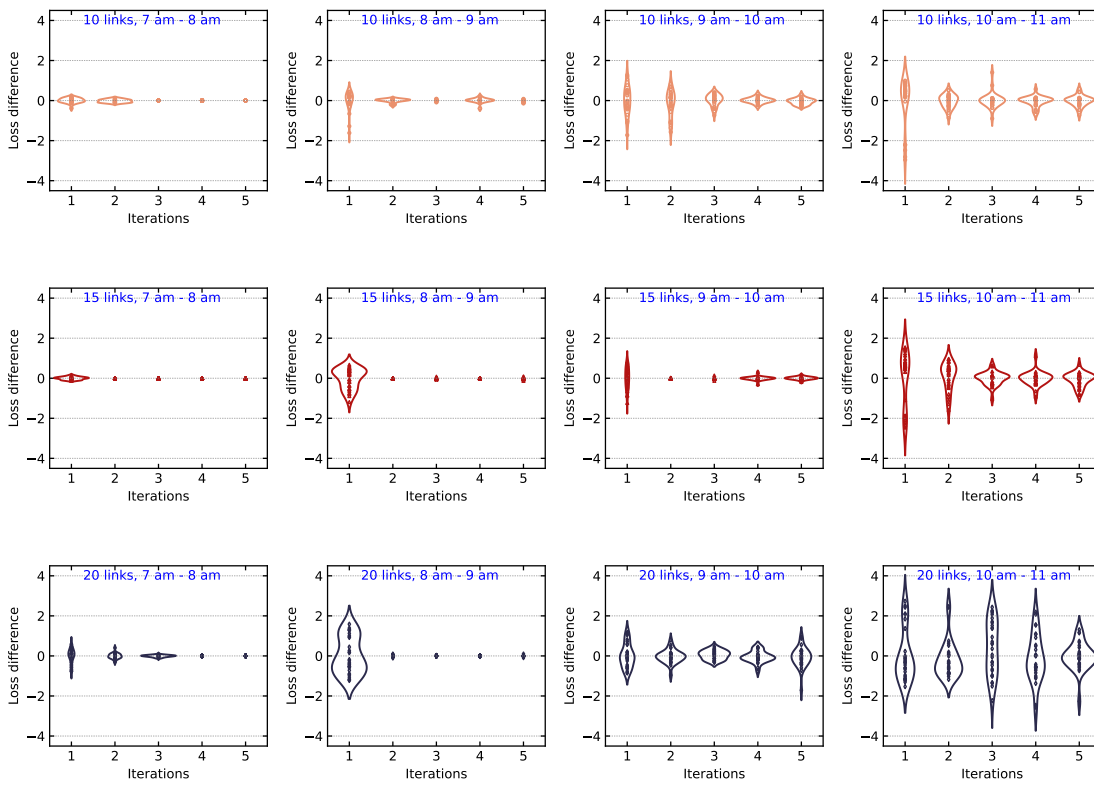 10 links, 7 am - 8 am
4
2
0
−2
−4
Loss difference
1 2 3 4 5
Iterations
10 links, 8 am - 9 am
4
2
0
−2
−4
Loss difference
1 2 3 4 5
Iterations
10 links, 9 am - 10 am
4
2
0
−2
−4
Loss difference
1 2 3 4 5
Iterations
10 links, 10 am - 11 am
4
2
0
−2
−4
Loss difference
1 2 3 4 5
Iterations
15 links, 7 am - 8 am
4
2
0
−2
−4
Loss difference
1 2 3 4 5
Iterations
15 links, 8 am - 9 am
4
2
0
−2
−4
Loss difference
1 2 3 4 5
Iterations
15 links, 9 am - 10 am
4
2
0
−2
−4
Loss difference
1 2 3 4 5
Iterations
15 links, 10 am - 11 am
4
2
0
−2
−4
Loss difference
1 2 3 4 5
Iterations
20 links, 7 am - 8 am
4
2
0
−2
−4
Loss difference
1 2 3 4 5
Iterations
20 links, 8 am - 9 am
4
2
0
−2
−4
Loss difference
1 2 3 4 5
Iterations
20 links, 9 am - 10 am
4
2
0
−2
−4
Loss difference
1 2 3 4 5
Iterations
20 links, 10 am - 11 am
4
2
0
−2
−4
Loss difference
1 2 3 4 5
Iterations